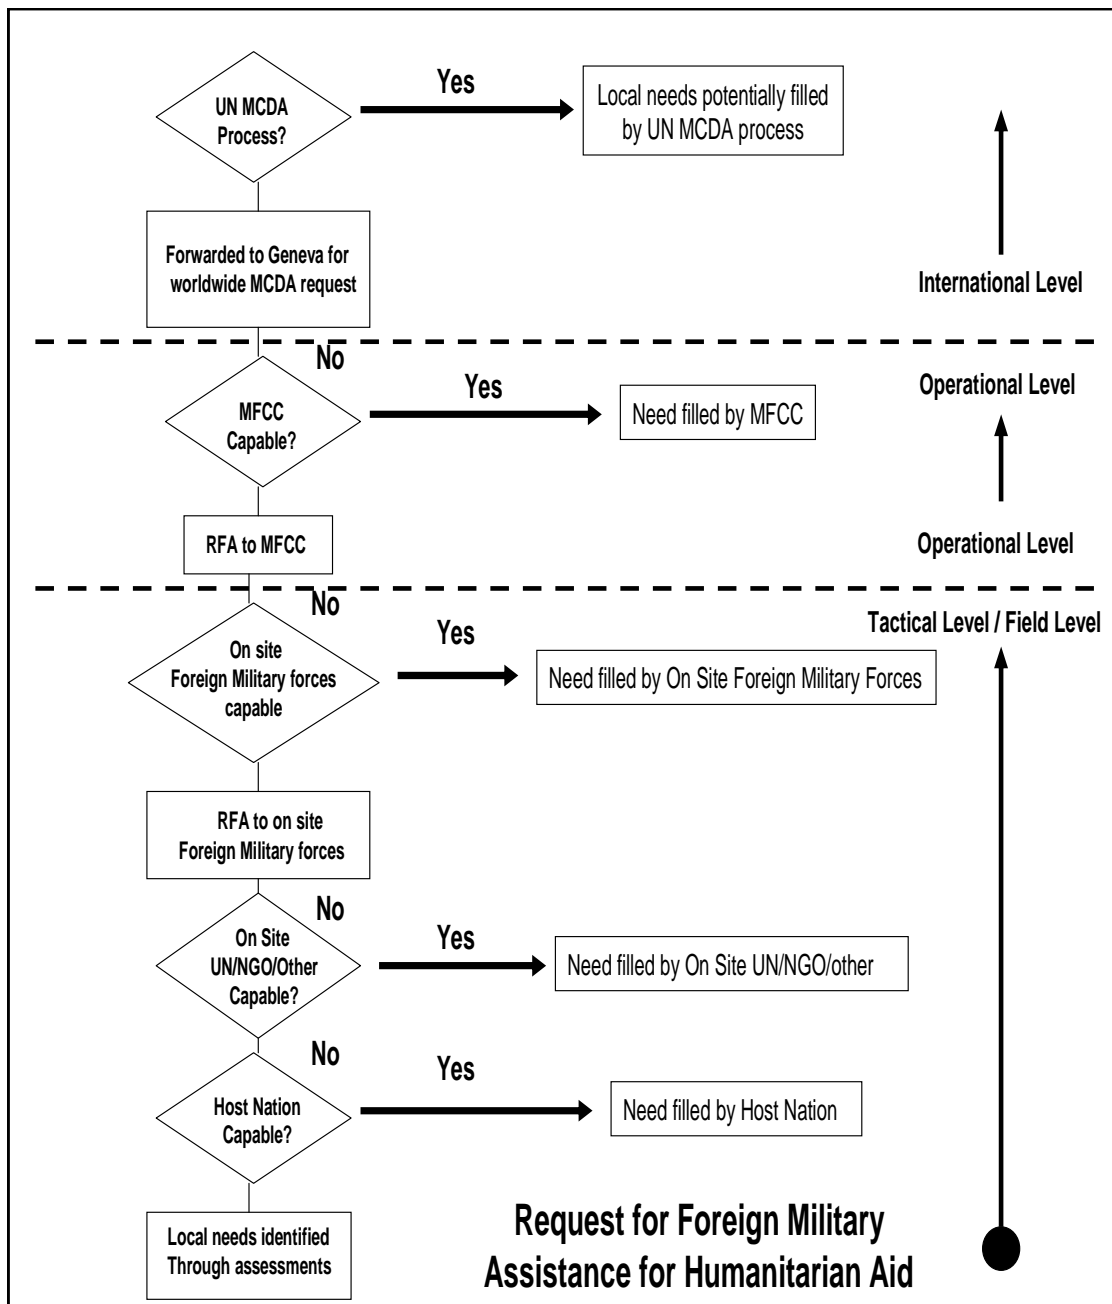 UN MCDA
Process?
Yes
Local needs potentially filled
by UN MCDA process
Forwarded to Geneva for
worldwide MCDA request
International Level
No
MFCC
Capable?
Yes
Need filled by MFCC
Operational Level
RFA to MFCC
Operational Level
No
On site
Foreign Military forces
capable
Yes
Need filled by On Site Foreign Military Forces
Tactical Level / Field Level
RFA to on site
Foreign Military forces
No
On Site
UN/NGO/Other
Capable?
Yes
Need filled by On Site UN/NGO/other
No
Host Nation
Capable?
Yes
Need filled by Host Nation
Local needs identified
Through assessments
Request for Foreign Military
Assistance for Humanitarian Aid